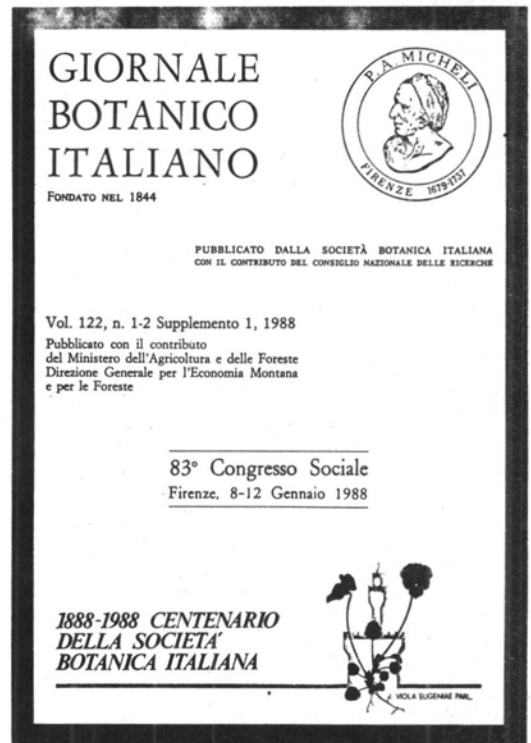 GIORNALE
BOTANICO
ITALIANO
FONDATO NEL 1844
P. A. MICHELI
FIRENZE 1679-1737
PUBBLICATO DALLA SOCIETÀ BOTANICA ITALIANA
CON IL CONTRIBUTO DEL CONSIGLIO NAZIONALE DELLE RICERCHE
Vol. 122, n. 1-2 Supplemento 1, 1988
Pubblicato con il contributo
del Ministero dell'Agricoltura e delle Foreste
Direzione Generale per l'Economia Montana
e per le Foreste
83° Congresso Sociale
Firenze, 8-12 Gennaio 1988
1888-1988 CENTENARIO
DELLA SOCIETA'
BOTANICA ITALIANA
VIOLA EUGENIAE PARL.